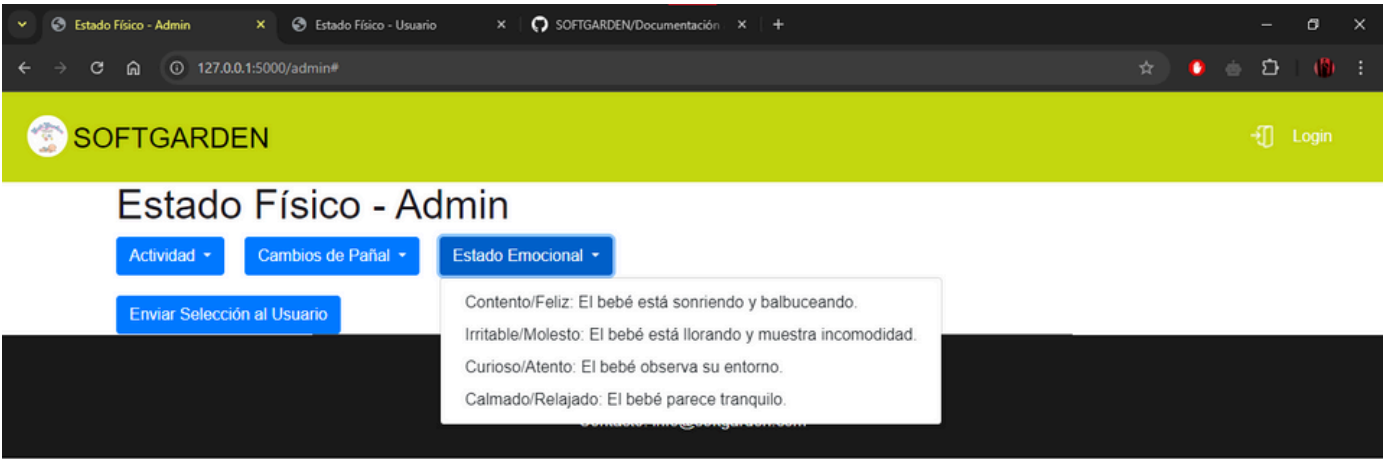 Estado Físico - Admin
Estado Físico - Usuario
SOFTGARDEN/Documentación
127.0.0.1:5000/admin#
SOFTGARDEN
Login
Estado Físico - Admin
Actividad
Cambios de Pañal
Estado Emocional
Contento/Feliz: El bebé está sonriendo y balbuceando.
Enviar Selección al Usuario
Irritable/Molesto: El bebé está llorando y muestra incomodidad.
Curioso/Atento: El bebé observa su entorno.
Calmado/Relajado: El bebé parece tranquilo.